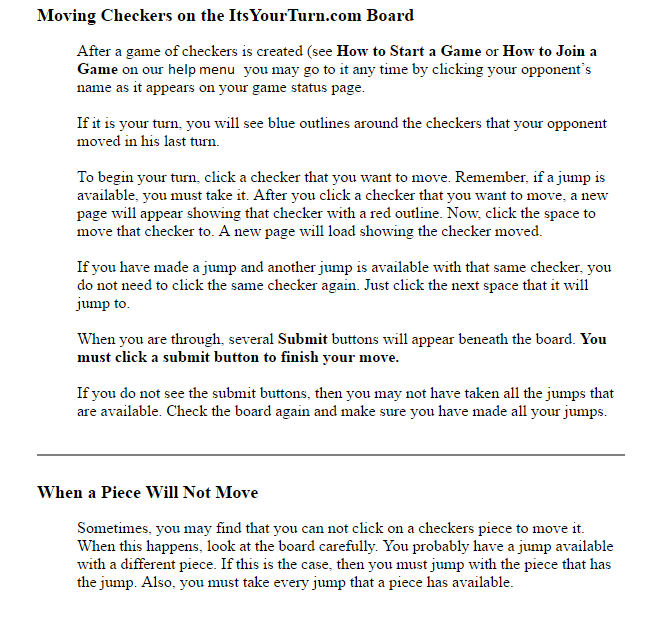 Moving Checkers on the ItsYourTurn.com Board
After a game of checkers is created (see How to Start a Game or How to Join a
Game on our help menu  you may go to it any time by clicking your opponent's
name as it appears on your game status page.
If it is your turn, you will see blue outlines around the checkers that your opponent
moved in his last turn.
To begin your turn, click a checker that you want to move. Remember, if a jump is
available, you must take it. After you click a checker that you want to move, a new
page will appear showing that checker with a red outline. Now, click the space to
move that checker to. A new page will load showing the checker moved.
If you have made a jump and another jump is available with that same checker, you
do not need to click the same checker again. Just click the next space that it will
jump to.
When you are through, several Submit buttons will appear beneath the board. You
must click a submit button to finish your move.
If you do not see the submit buttons, then you may not have taken all the jumps that
are available. Check the board again and make sure you have made all your jumps.
When a Piece Will Not Move
Sometimes, you may find that you can not click on a checkers piece to move it.
When this happens, look at the board carefully. You probably have a jump available
with a different piece. If this is the case, then you must jump with the piece that has
the jump. Also, you must take every jump that a piece has available.